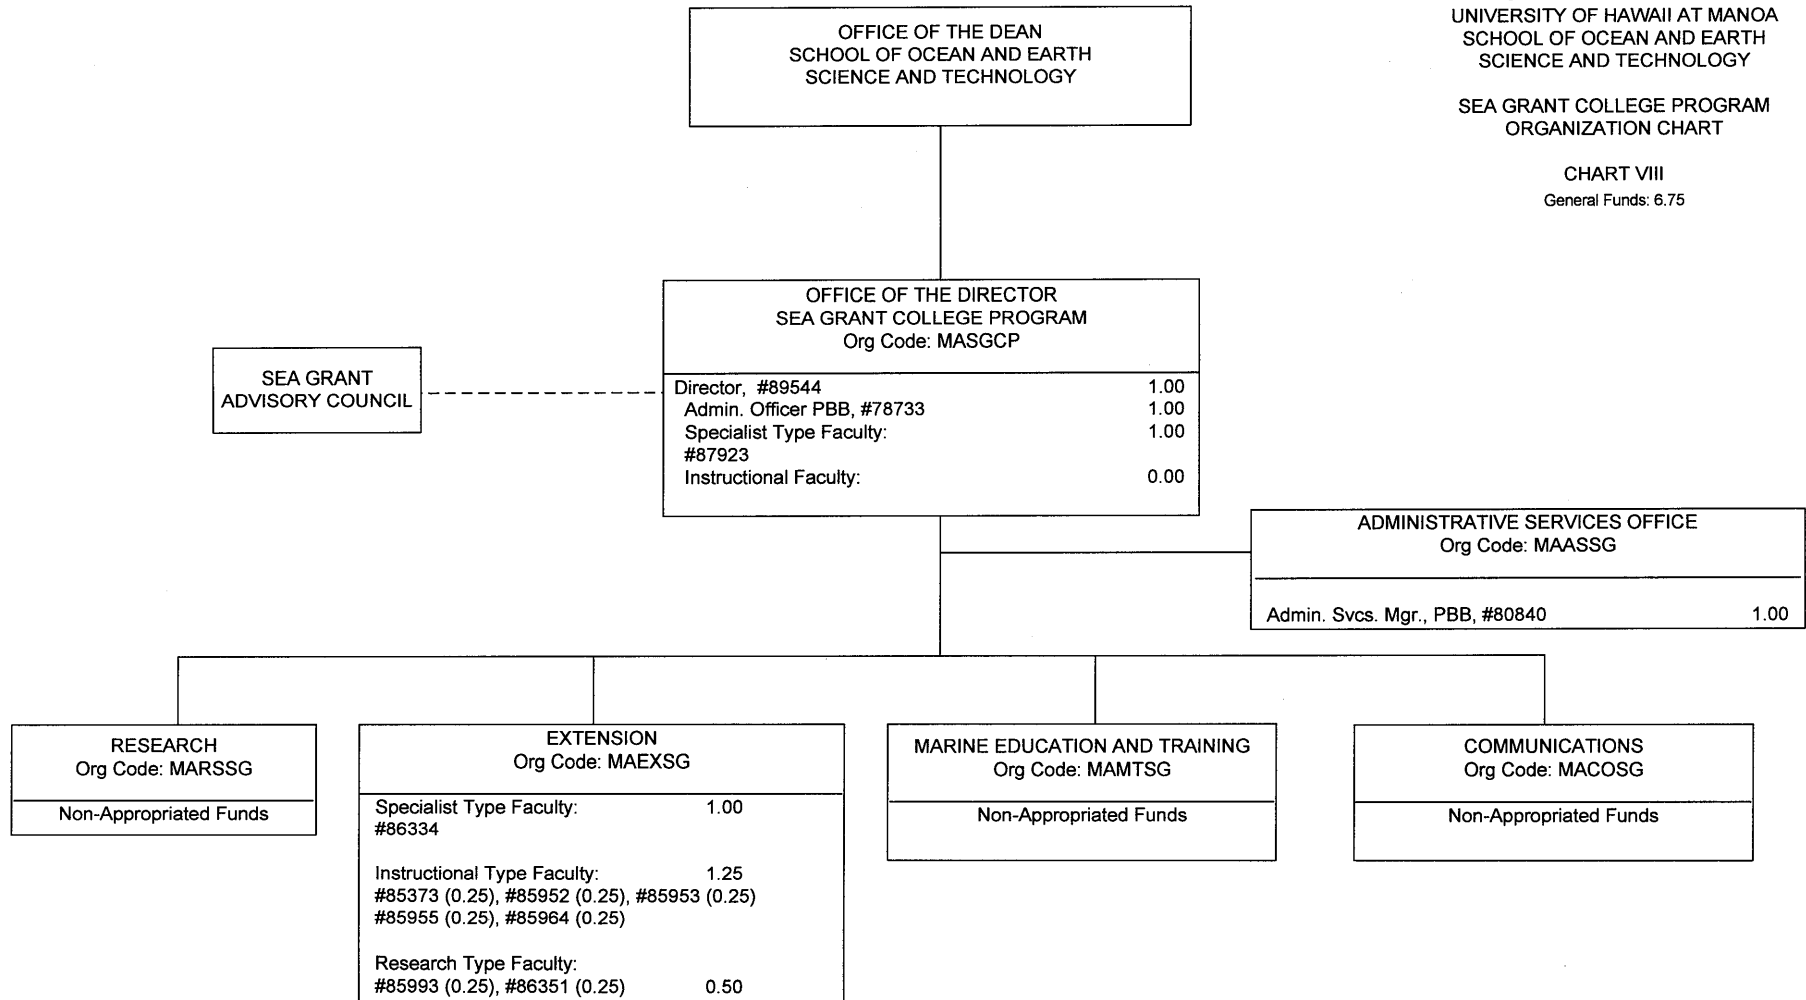 OFFICE OF THE DEAN
SCHOOL OF OCEAN AND EARTH
SCIENCE AND TECHNOLOGY
UNIVERSITY OF HAWAII AT MANOA
SCHOOL OF OCEAN AND EARTH
SCIENCE AND TECHNOLOGY
SEA GRANT COLLEGE PROGRAM
ORGANIZATION CHART
CHART VIII
General Funds: 6.75
OFFICE OF THE DIRECTOR
SEA GRANT COLLEGE PROGRAM
Org Code: MASGCP
Director, #89544 1.00
Admin. Officer PBB, #78733 1.00
Specialist Type Faculty: 1.00
#87923
Instructional Faculty: 0.00
SEA GRANT
ADVISORY COUNCIL
ADMINISTRATIVE SERVICES OFFICE
Org Code: MAASSG
Admin. Svcs. Mgr., PBB, #80840 1.00
RESEARCH
Org Code: MARSSG
Non-Appropriated Funds
EXTENSION
Org Code: MAEXSG
Specialist Type Faculty: 1.00
#86334
Instructional Type Faculty: 1.25
#85373 (0.25), #85952 (0.25), #85953 (0.25)
#85955 (0.25), #85964 (0.25)
Research Type Faculty:
#85993 (0.25), #86351 (0.25) 0.50
MARINE EDUCATION AND TRAINING
Org Code: MAMTSG
Non-Appropriated Funds
COMMUNICATIONS
Org Code: MACOSG
Non-Appropriated Funds